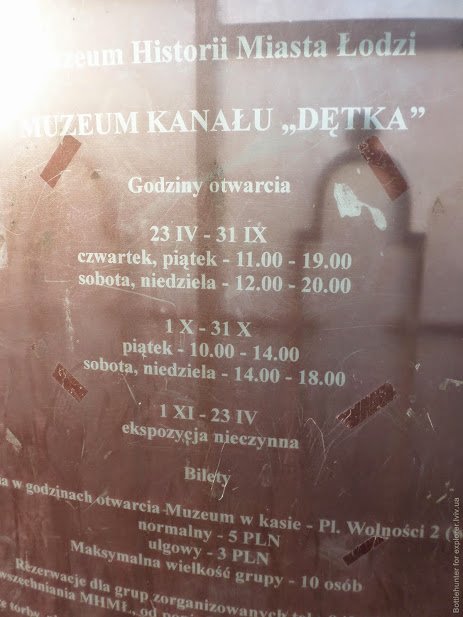 Historii Miasta Łodzi
MUZEUM KANAŁU „DĘTKA”
Godziny otwarcia
23 IV - 31 IX
czwartek, piątek - 11.00 - 19.00
sobota, niedziela - 12.00 - 20.00
1 X - 31 X
piątek - 10.00 - 14.00
sobota, niedziela - 14.00 - 18.00
1 XI - 23 IV
ekspozycja nieczynna
Bilety
w godzinach otwarcia Muzeum w kasie - Pl. Wolności 2
normalny - 5 PLN
ulgowy - 3 PLN
Maksymalna wielkość grupy - 10 osób
Rezerwacje dla grup zorganizowanych
MHMŁ, od
torby,
Bottlehunter for explorer.lviv.ua